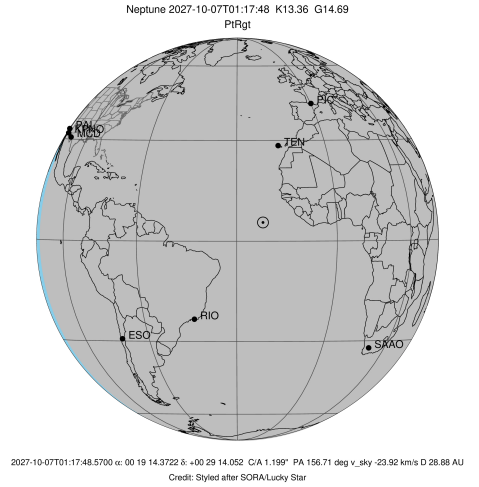 Neptune 2027-10-07T01:17:48 K13.36 G14.69
PtRgt
PIC
TEN
MCD
RIO
ESO
SAAO
2027-10-07T01:17:48.5700 α: 00 19 14.3722 δ: +00 29 14.052 C/A 1.199" PA 156.71 deg v_sky -23.92 km/s D 28.88 AU
Credit: Styled after SORA/Lucky Star